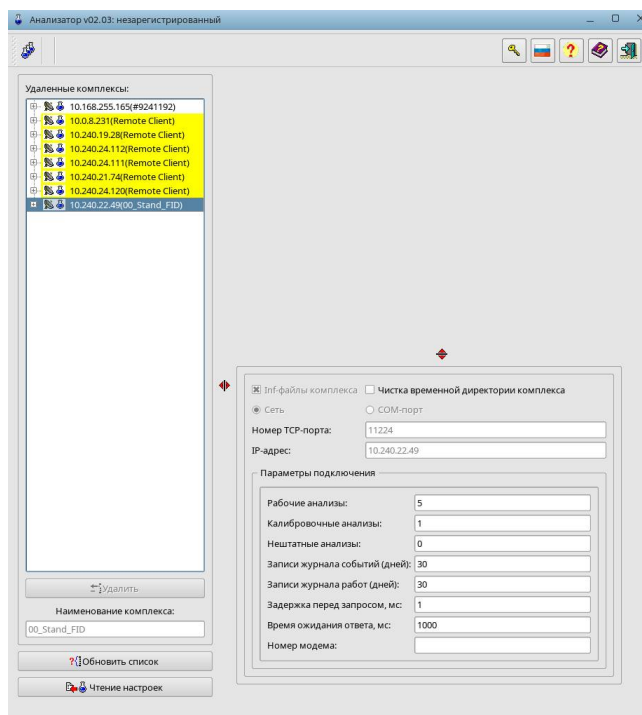 Анализатор v02.03: незарегистрированный
Удаленные комплексы:
10.168.255.165(#9241192)
10.0.8.231(Remote Client)
10.240.19.28(Remote Client)
10.240.24.112(Remote Client)
10.240.24.111(Remote Client)
10.240.21.74(Remote Client)
10.240.24.120(Remote Client)
10.240.22.49(00_Stand_FID)
Удалить
Наименование комплекса:
00_Stand_FID
Обновить список
Чтение настроек
Inf-файлы комплекса Чистка временной директории комплекса
Сеть COM-порт
Номер TCP-порта: 11224
IP-адрес: 10.240.22.49
Параметры подключения
Рабочие анализы: 5
Калибровочные анализы: 1
Нештатные анализы: 0
Записи журнала событий (дней): 30
Записи журнала работ (дней): 30
Задержка перед запросом, мс: 1
Время ожидания ответа, мс: 1000
Номер модема: